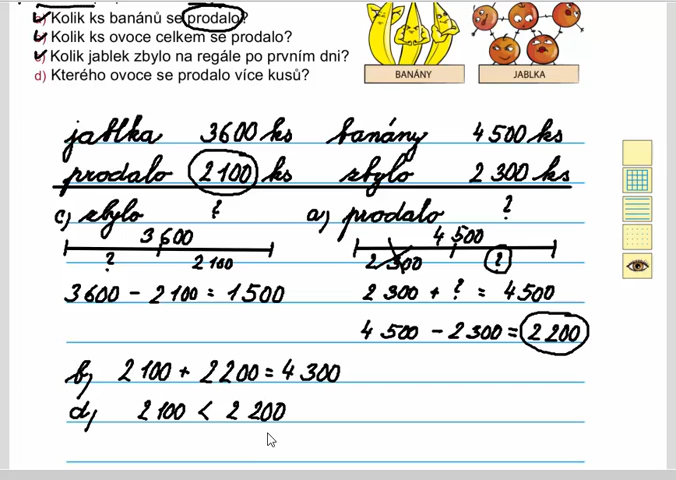 a) Kolik ks banánů se prodalo?
b) Kolik ks ovoce celkem se prodalo?
c) Kolik jablek zbylo na regále po prvním dni?
d) Kterého ovoce se prodalo více kusů?
BANÁNY JABLKA
jablka 3600 ks banány 4 500 ks
prodalo 2 100 ks zbylo 2 300 ks
c) zbylo ? a) prodalo ?
3 600 4 500
? 2 100 2 300 ?
3600 - 2 100 = 1 500 2 300 + ? = 4 500
4 500 - 2 300 = 2 200
b) 2 100 + 2 200 = 4 300
d) 2 100 < 2 200